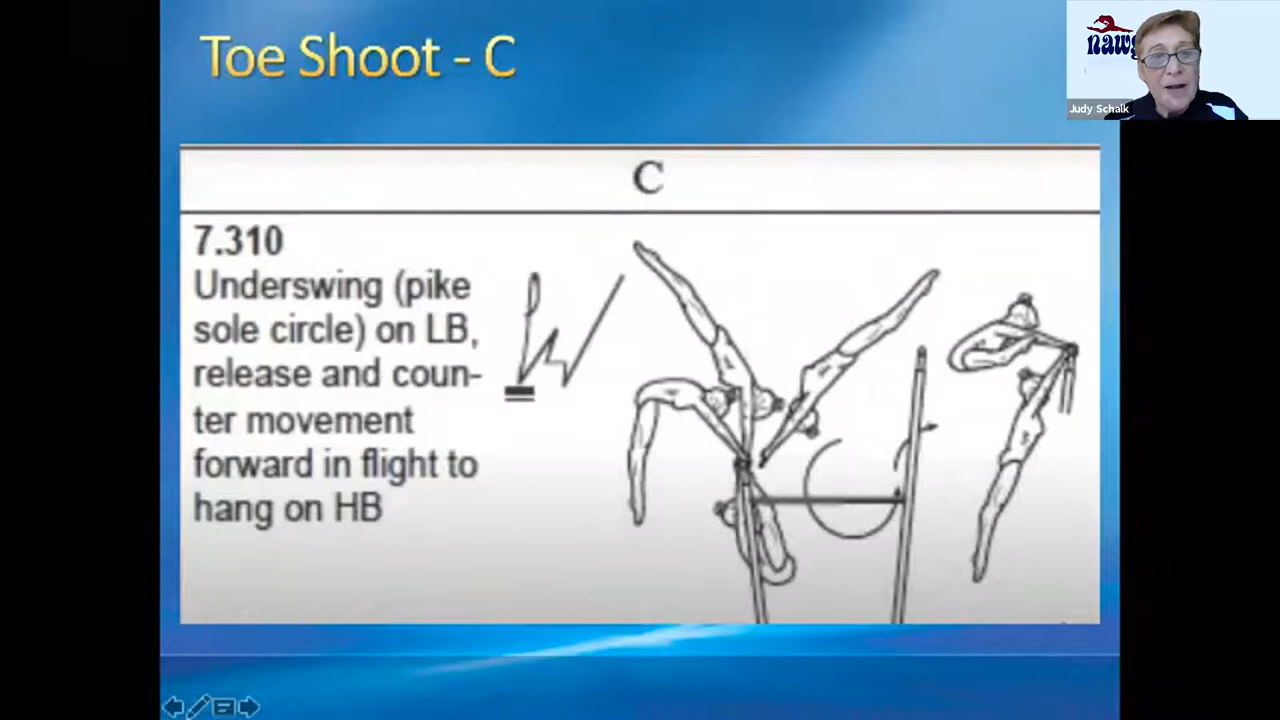 Toe Shoot - C
nawg
Judy Schalk
C
7.310
Underswing (pike
sole circle) on LB,
release and coun-
ter movement
forward in flight to
hang on HB